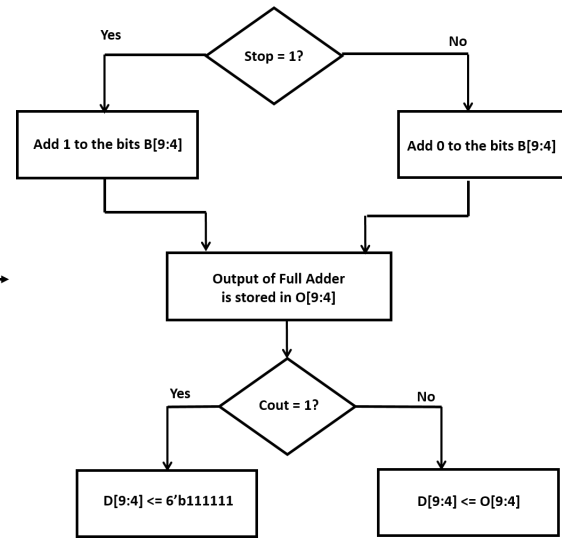 Stop = 1?
Yes
No
Add 1 to the bits B[9:4]
Add 0 to the bits B[9:4]
Output of Full Adder
is stored in O[9:4]
Cout = 1?
Yes
No
D[9:4] <= 6’b111111
D[9:4] <= O[9:4]